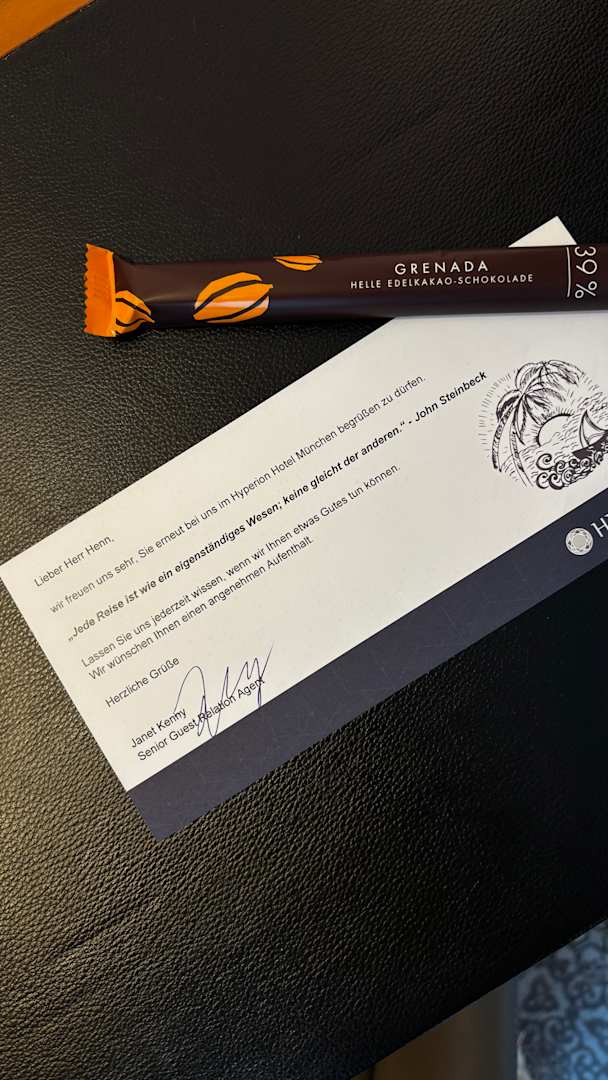 GRENADA
HELLE EDELKAKAO-SCHOKOLADE
39%
Lieber Herr Henn,
wir freuen uns sehr, Sie erneut bei uns im Hyperion Hotel München begrüßen zu dürfen.
„Jede Reise ist wie ein eigenständiges Wesen; keine gleicht der anderen.“ - John Steinbeck
Lassen Sie uns jederzeit wissen, wenn wir Ihnen etwas Gutes tun können.
Wir wünschen Ihnen einen angenehmen Aufenthalt.
Herzliche Grüße
Janet Kenny
Senior Guest Relation Agent